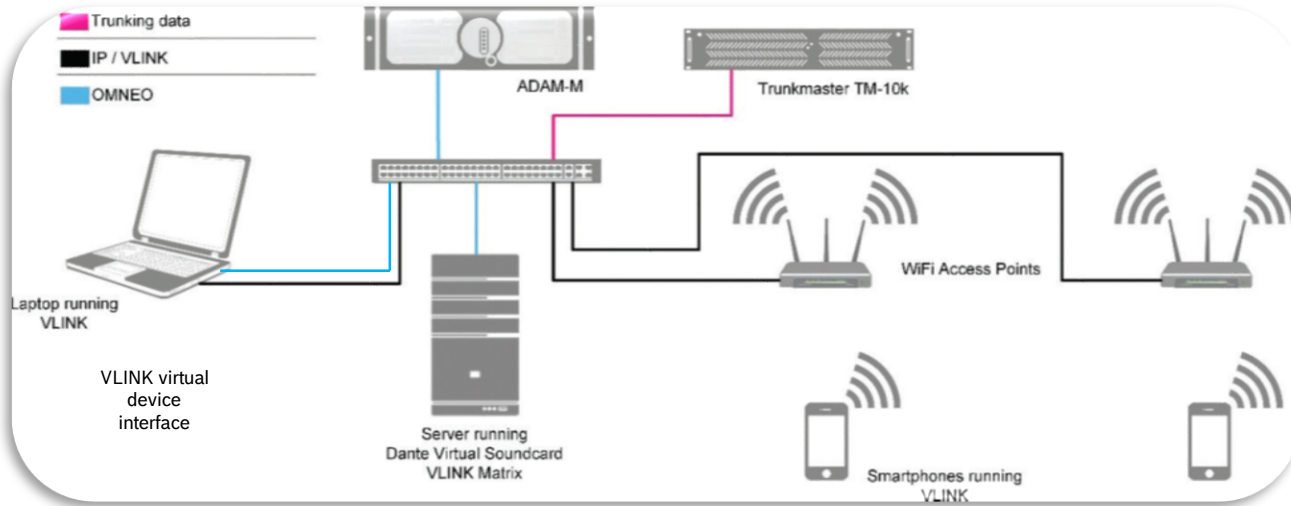 Trunking data
IP / VLINK
OMNEO
ADAM-M
Trunkmaster TM-10k
WiFi Access Points
Laptop running
VLINK
VLINK virtual
device
interface
Server running
Dante Virtual Soundcard
VLINK Matrix
Smartphones running
VLINK